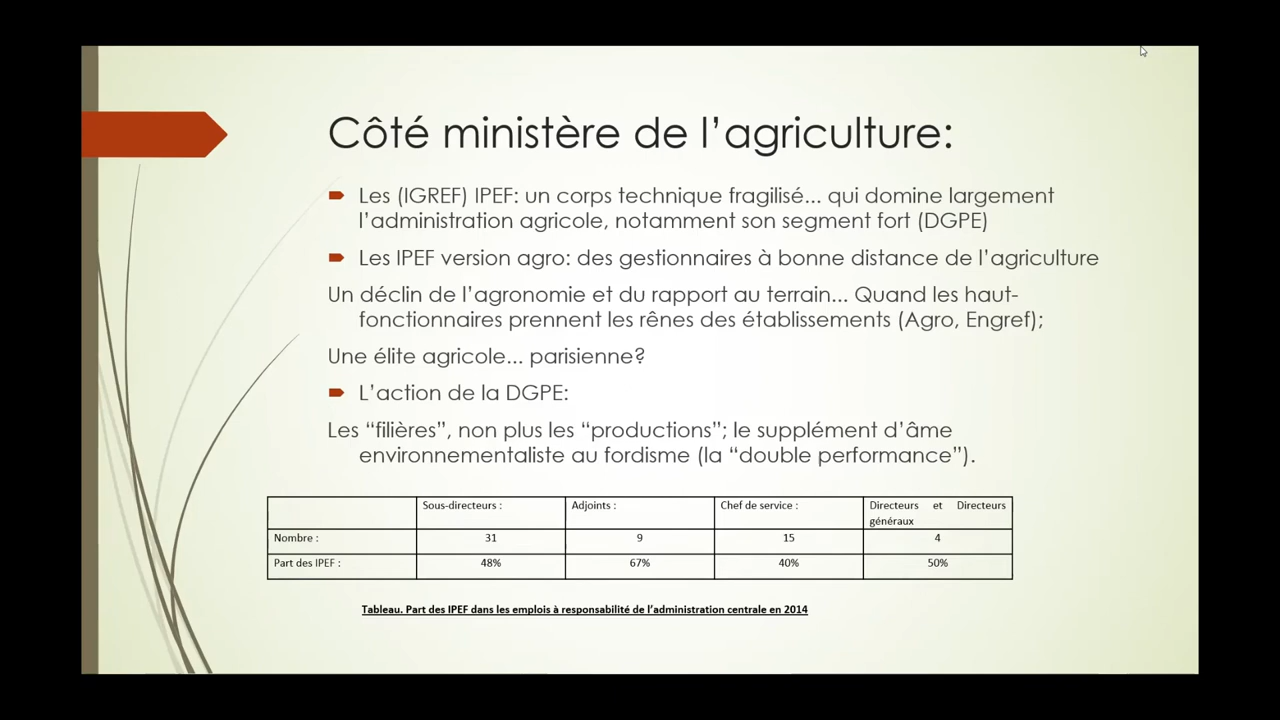 Côté ministère de l’agriculture:
Les (IGREF) IPEF: un corps technique fragilisé... qui domine largement
l’administration agricole, notamment son segment fort (DGPE)
Les IPEF version agro: des gestionnaires à bonne distance de l’agriculture
Un déclin de l’agronomie et du rapport au terrain... Quand les haut-
fonctionnaires prennent les rênes des établissements (Agro, Engref);
Une élite agricole... parisienne?
L’action de la DGPE:
Les “filières”, non plus les “productions”; le supplément d’âme
environnementaliste au fordisme (la “double performance”).
Sous-directeurs : Adjoints : Chef de service : Directeurs et Directeurs
généraux
Nombre : 31 9 15 4
Part des IPEF : 48% 67% 40% 50%
Tableau. Part des IPEF dans les emplois à responsabilité de l’administration centrale en 2014